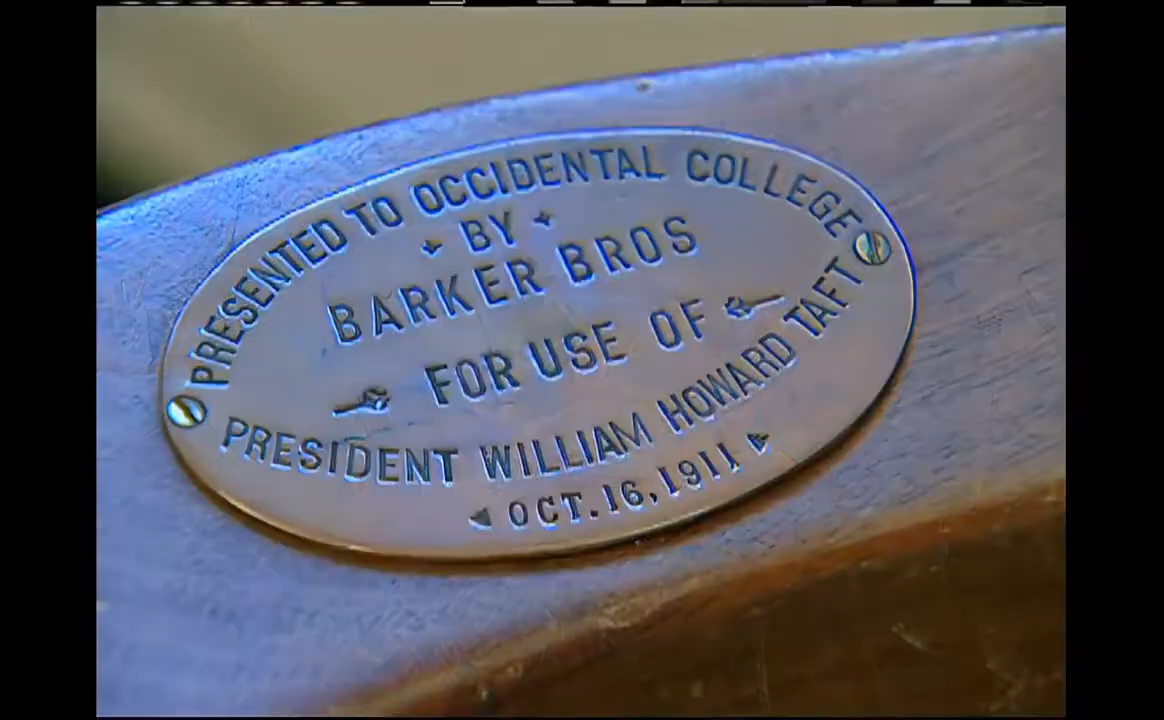 PRESENTED TO OCCIDENTAL COLLEGE
BY
BARKER BROS
FOR USE OF
PRESIDENT WILLIAM HOWARD TAFT
OCT. 16, 1911